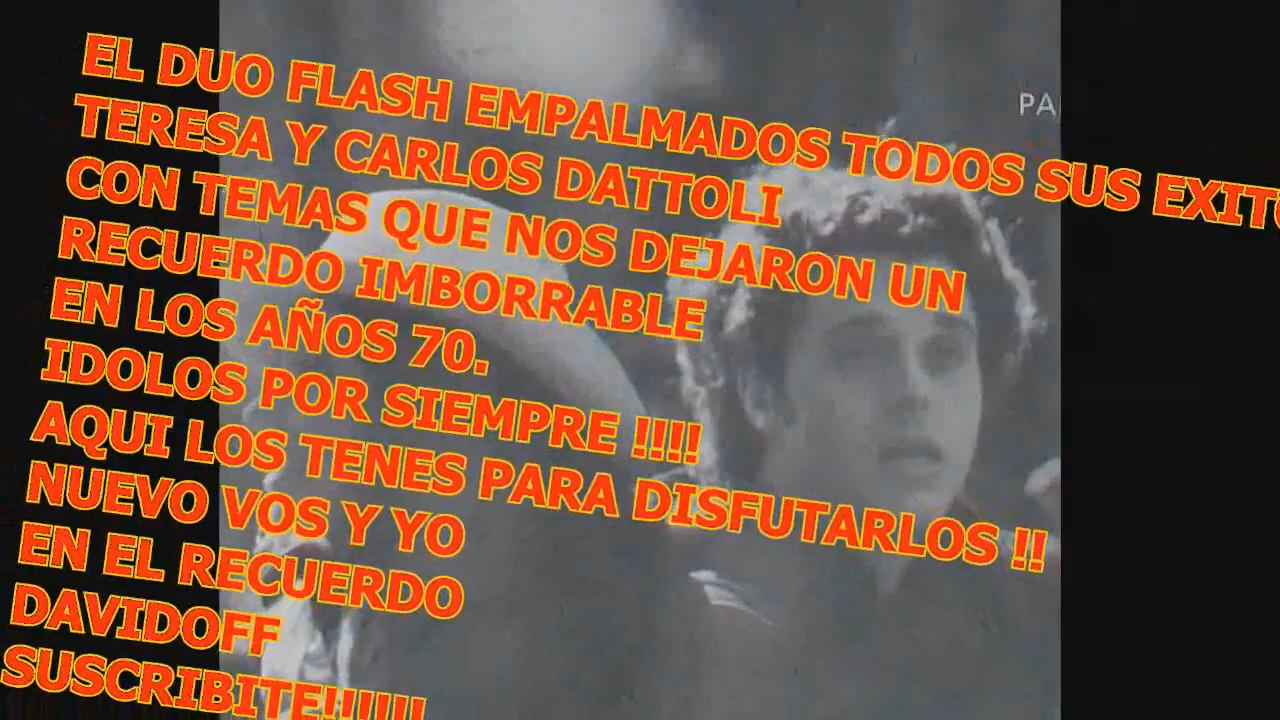 EL DUO FLASH EMPALMADOS TODOS SUS EXITO
TERESA Y CARLOS DATTOLI
CON TEMAS QUE NOS DEJARON UN
RECUERDO IMBORRABLE
EN LOS AÑOS 70.
IDOLOS POR SIEMPRE !!!!
AQUI LOS TENES PARA DISFUTARLOS !!
NUEVO VOS Y YO
EN EL RECUERDO
DAVIDOFF
SUSCRIBITE!!!!!!
PA